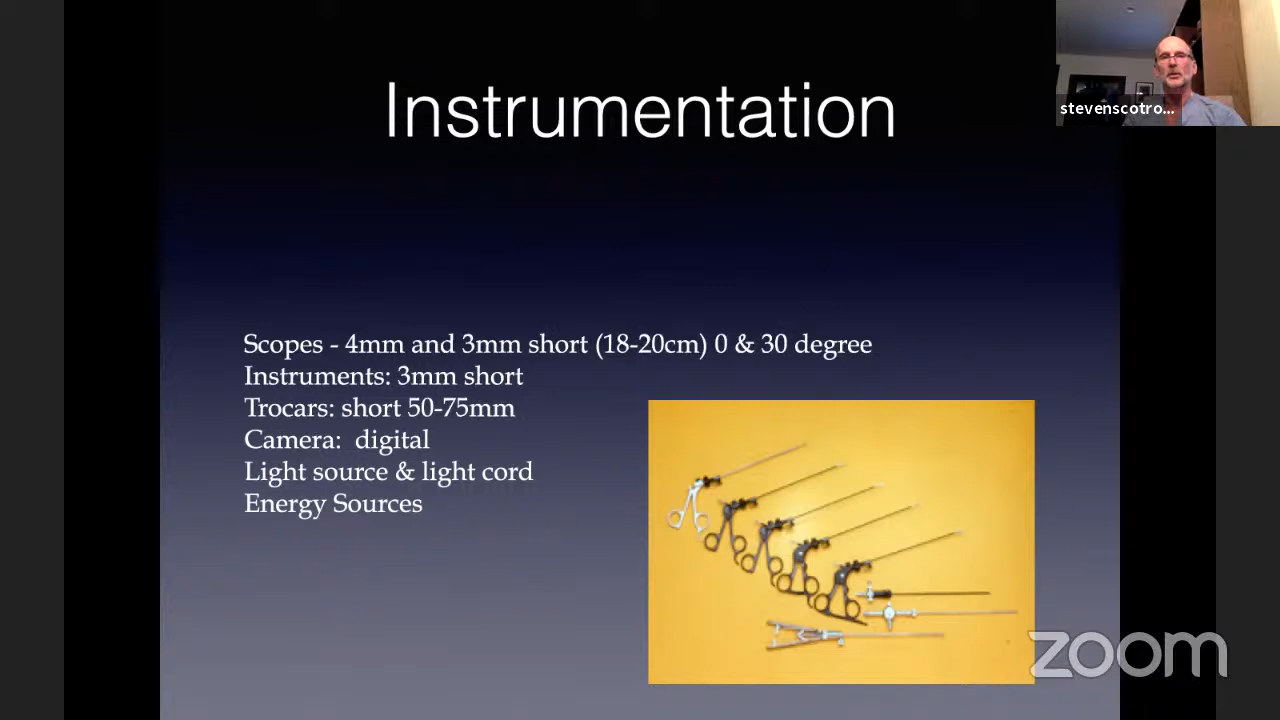 Instrumentation
stevenscotro...
Scopes - 4mm and 3mm short (18-20cm) 0 & 30 degree
Instruments: 3mm short
Trocars: short 50-75mm
Camera:  digital
Light source & light cord
Energy Sources
zoom